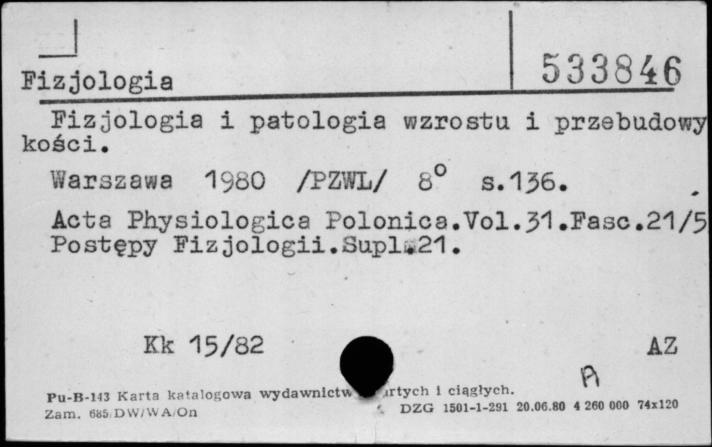 533846
Fizjologia
Fizjologia i patologia wzrostu i przebudowy
kości.
Warszawa 1980 /PZWL/ 8° s.136.
Acta Physiologica Polonica.Vol.31.Fasc.21/5
Postępy Fizjologii.Supl.21.
Kk 15/82 AZ
A
Pu-B-143 Karta katalogowa wydawnictw i ciągłych.
Zam. 685/DW/WA/On DZG 1501-1-291 20.06.80 4 260 000 74x120